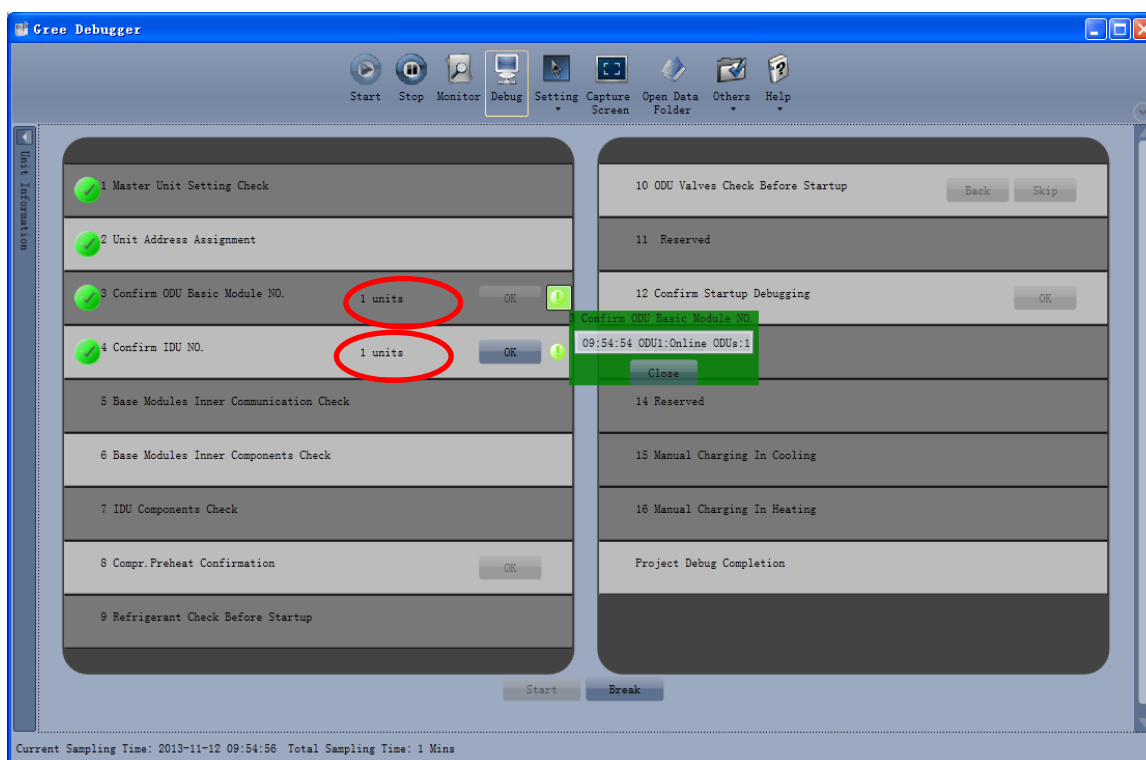 Gree Debugger
Start Stop Monitor Debug Setting Capture Screen Open Data Folder Others Help
Unit Information
1 Master Unit Setting Check
2 Unit Address Assignment
3 Confirm ODU Basic Module NO. 1 units OK
4 Confirm IDU NO. 1 units OK
5 Base Modules Inner Communication Check
6 Base Modules Inner Components Check
7 IDU Components Check
8 Compr.Preheat Confirmation OK
9 Refrigerant Check Before Startup
10 ODU Valves Check Before Startup Back Skip
11 Reserved
12 Confirm Startup Debugging OK
3 Confirm ODU Basic Module NO.
09:54:54 ODU1:Online ODUs:1
Close
14 Reserved
15 Manual Charging In Cooling
16 Manual Charging In Heating
Project Debug Completion
Start Break
Current Sampling Time: 2013-11-12 09:54:56 Total Sampling Time: 1 Mins